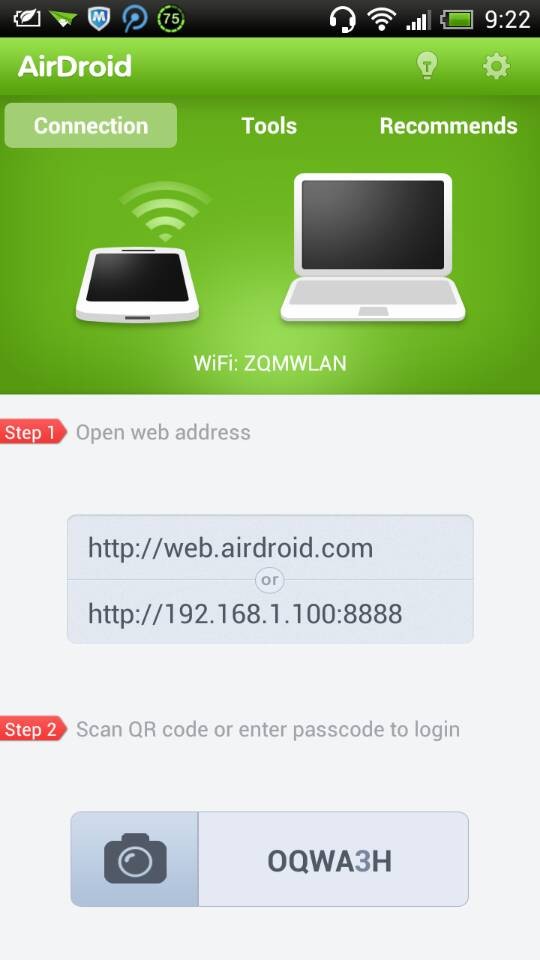 75 9:22
AirDroid
Connection Tools Recommends
WiFi: ZQMWLAN
Step 1 Open web address
http://web.airdroid.com
or
http://192.168.1.100:8888
Step 2 Scan QR code or enter passcode to login
OQWA3H